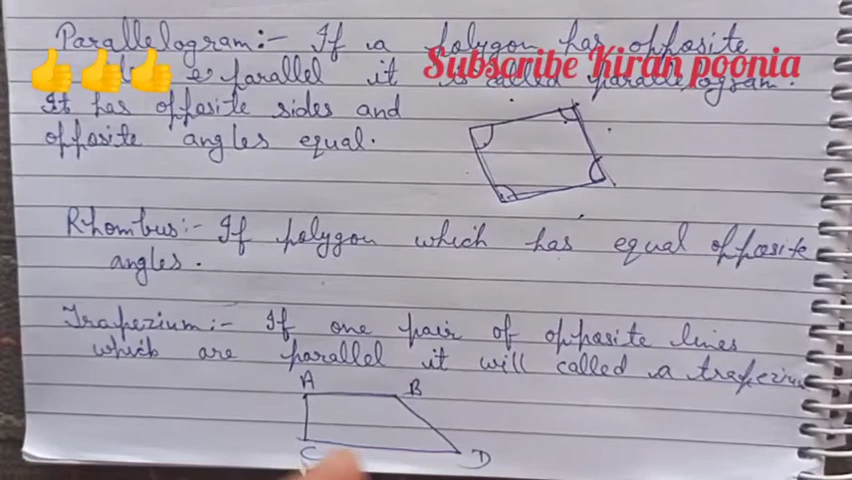 Parallelogram:- If a polygon has opposite
parallel it is called parallelogram.
Subscribe Kiran poonia
It has opposite sides and
opposite angles equal.
Rhombus:- If polygon which has equal opposite
angles.
Trapezium:- If one pair of opposite lines
which are parallel it will called a trapezium
A
B
C
D